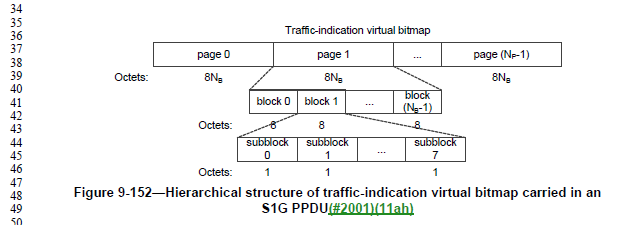 34
35
36
Traffic-indication virtual bitmap
37
page 0 page 1 ... page (NP-1)
38
39
Octets: 8NB 8NB 8NB
40
41
block 0 block 1 ... block (NB-1)
42
43
Octets: 8 8 8
44
subblock 0 subblock 1 ... subblock 7
45
46
Octets: 1 1 1
47
Figure 9-152—Hierarchical structure of traffic-indication virtual bitmap carried in an
48
49
S1G PPDU(#2001)(11ah)
50